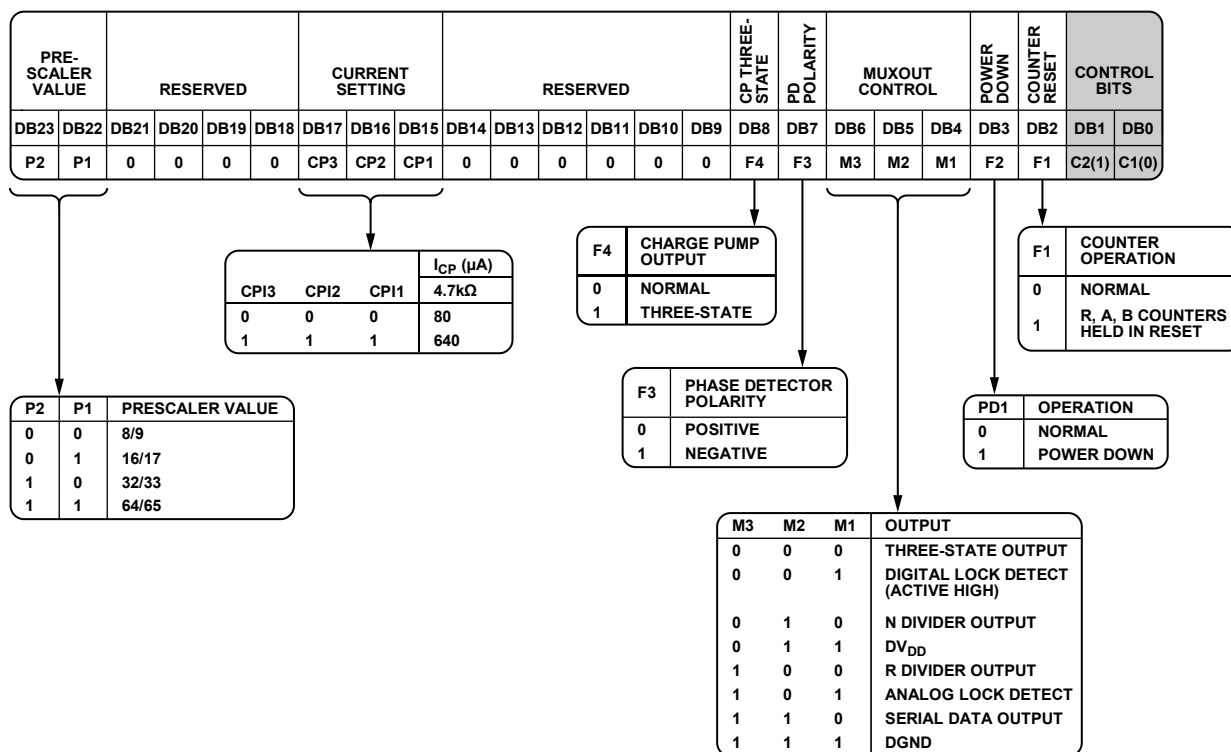 PRE-SCALER VALUE RESERVED CURRENT SETTING RESERVED CP THREE-STATE PD POLARITY MUXOUT CONTROL POWER DOWN COUNTER RESET CONTROL BITS
DB23 DB22 DB21 DB20 DB19 DB18 DB17 DB16 DB15 DB14 DB13 DB12 DB11 DB10 DB9 DB8 DB7 DB6 DB5 DB4 DB3 DB2 DB1 DB0
P2 P1 0 0 0 0 CP3 CP2 CP1 0 0 0 0 0 0 F4 F3 M3 M2 M1 F2 F1 C2(1) C1(0)
CPI3 CPI2 CPI1 ICP (µA)
4.7kΩ
0 0 0 80
1 1 1 640
F4 CHARGE PUMP OUTPUT
0 NORMAL
1 THREE-STATE
F1 COUNTER OPERATION
0 NORMAL
1 R, A, B COUNTERS HELD IN RESET
P2 P1 PRESCALER VALUE
0 0 8/9
0 1 16/17
1 0 32/33
1 1 64/65
F3 PHASE DETECTOR POLARITY
0 POSITIVE
1 NEGATIVE
PD1 OPERATION
0 NORMAL
1 POWER DOWN
M3 M2 M1 OUTPUT
0 0 0 THREE-STATE OUTPUT
0 0 1 DIGITAL LOCK DETECT (ACTIVE HIGH)
0 1 0 N DIVIDER OUTPUT
0 1 1 DVDD
1 0 0 R DIVIDER OUTPUT
1 0 1 ANALOG LOCK DETECT
1 1 0 SERIAL DATA OUTPUT
1 1 1 DGND